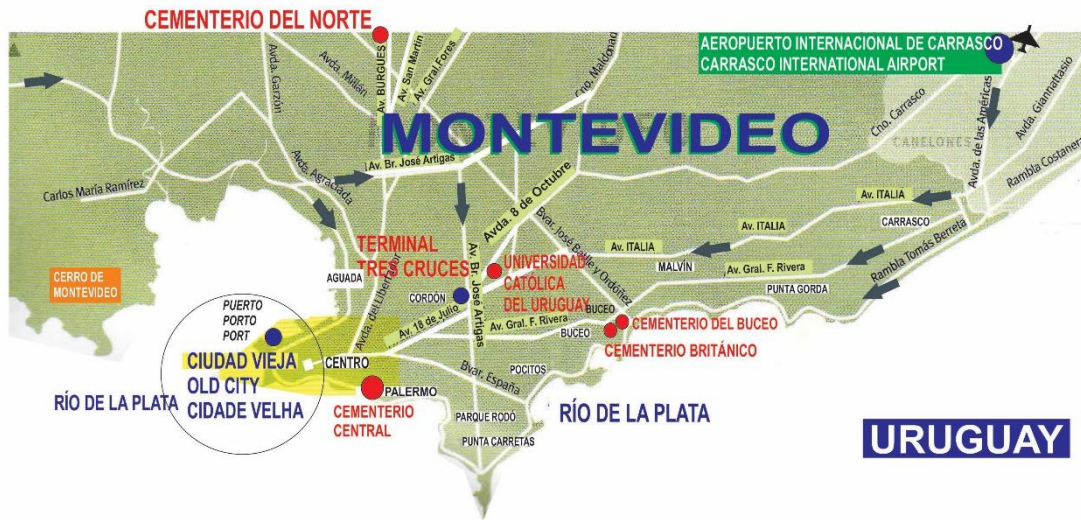 CEMENTERIO DEL NORTE
AEROPUERTO INTERNACIONAL DE CARRASCO
CARRASCO INTERNATIONAL AIRPORT
Avda. Garzón
Avda. Millán
Av. BURGUES
Av. San Martín
Av. Gral Flores
Cno. Maldonad
Cno. Carrasco
CANELONES
Avda. de las Américas
Avda. Giannattasio
Rambla Costanera
MONTEVIDEO
Av. Br. José Artigas
Avda. Agraciada
Carlos María Ramírez
Avda. 8 de Octubre
Bvar. José Batlle y Ordóñez
Av. ITALIA
Av. ITALIA
Av. ITALIA
CARRASCO
Rambla Tomás Berreta
TERMINAL
TRES CRUCES
UNIVERSIDAD
CATÓLICA
DEL URUGUAY
MALVÍN
Av. Gral. F. Rivera
PUNTA GORDA
CERRO DE
MONTEVIDEO
AGUADA
Avda. del Libertador
CORDÓN
Av. Br. José Artigas
PUERTO
PORTO
PORT
Av. 18 de Julio
Av. Gral. F. Rivera
BUCEO
BUCEO
CEMENTERIO DEL BUCEO
CEMENTERIO BRITÁNICO
CIUDAD VIEJA
OLD CITY
CIDADE VELHA
CENTRO
Bvar. España
POCITOS
RÍO DE LA PLATA
PALERMO
CEMENTERIO
CENTRAL
PARQUE RODÓ
RÍO DE LA PLATA
PUNTA CARRETAS
URUGUAY